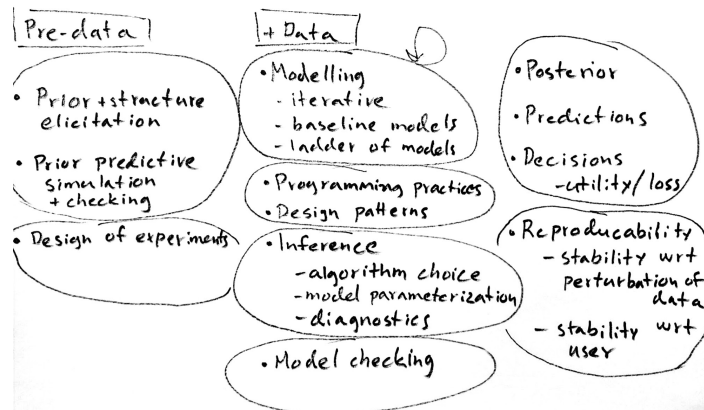 Pre-data
• Prior + structure
elicitation
• Prior predictive
simulation
+ checking
• Design of experiments
+ Data
• Modelling
- iterative
- baseline models
- ladder of models
• Programming practices
• Design patterns
• Inference
- algorithm choice
- model parameterization
- diagnostics
• Model checking
• Posterior
• Predictions
• Decisions
- utility/loss
• Reproducability
- stability wrt
perturbation of
data
- stability wrt
user